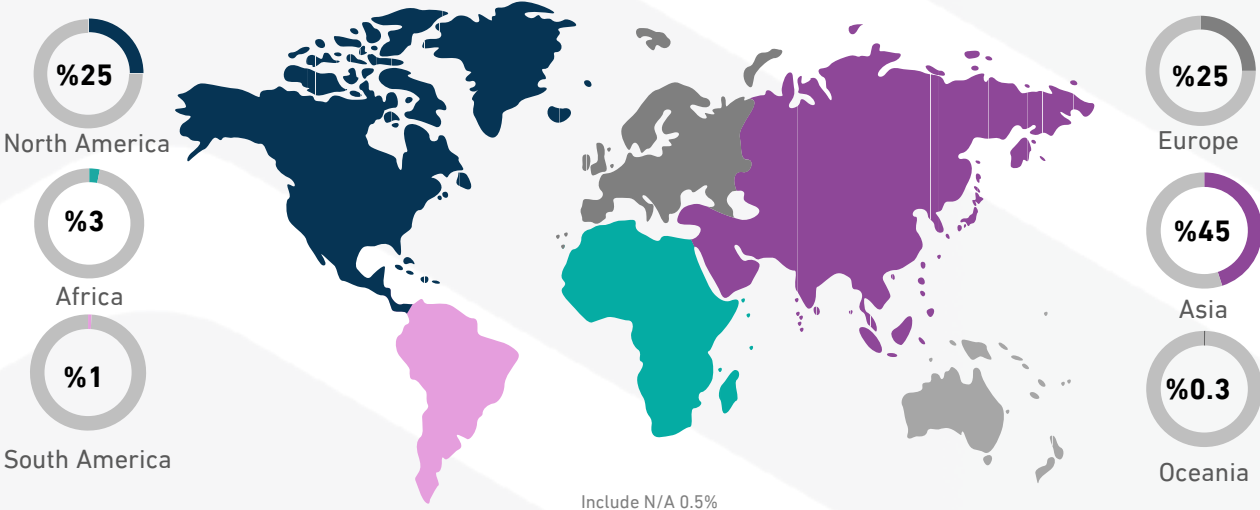 %25
North America
%3
Africa
%1
South America
%25
Europe
%45
Asia
%0.3
Oceania
Include N/A 0.5%